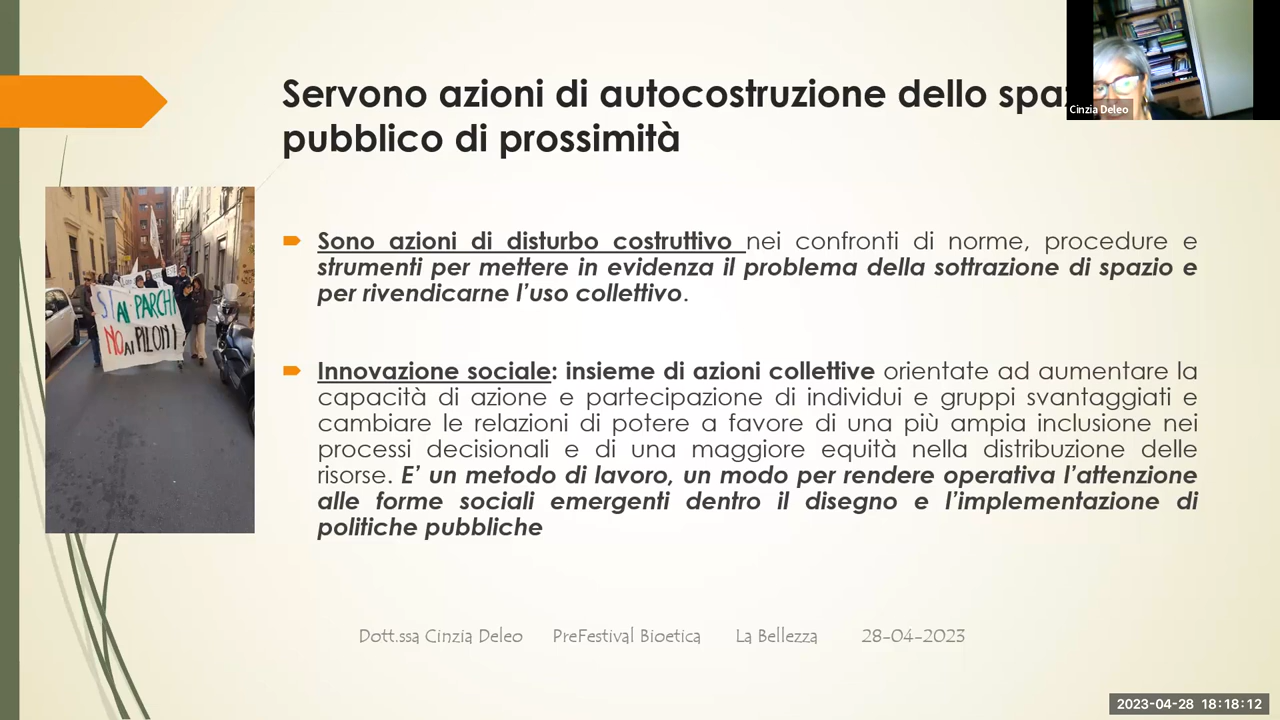 Servono azioni di autocostruzione dello spa
pubblico di prossimità
Cinzia Deleo
Sono azioni di disturbo costruttivo nei confronti di norme, procedure e
strumenti per mettere in evidenza il problema della sottrazione di spazio e
per rivendicarne l’uso collettivo.
SÌ AI PARCHI
NO AI PILONI!
Innovazione sociale: insieme di azioni collettive orientate ad aumentare la
capacità di azione e partecipazione di individui e gruppi svantaggiati e
cambiare le relazioni di potere a favore di una più ampia inclusione nei
processi decisionali e di una maggiore equità nella distribuzione delle
risorse. E’ un metodo di lavoro, un modo per rendere operativa l’attenzione
alle forme sociali emergenti dentro il disegno e l’implementazione di
politiche pubbliche
Dott.ssa Cinzia Deleo PreFestival Bioetica La Bellezza 28-04-2023
2023-04-28 18:18:12